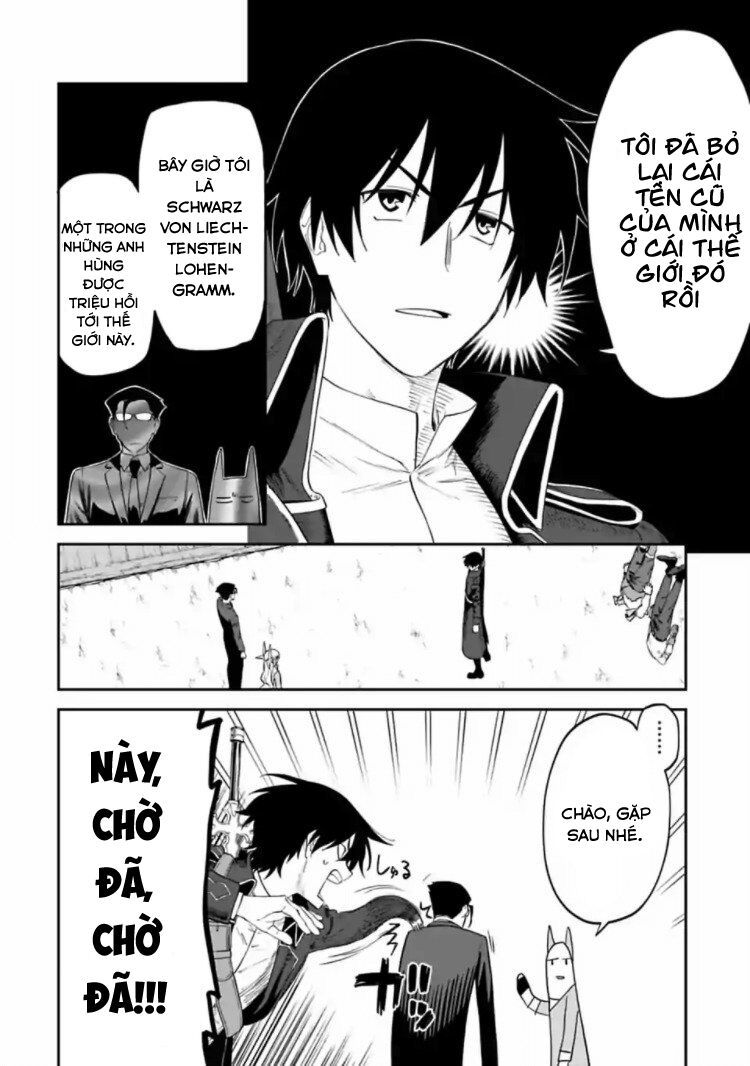 TÔI ĐÃ BỎ
LẠI CÁI
TÊN CŨ
CỦA MÌNH
Ở CÁI THẾ
GIỚI ĐÓ
RỒI
BÂY GIỜ TÔI
LÀ
SCHWARZ
VON LIECH-
TENSTEIN
LOHEN-
GRAMM.
MỘT TRONG
NHỮNG ANH
HÙNG
ĐƯỢC
TRIỆU HỒI
TỚI THẾ
GIỚI NÀY.
......
CHÀO, GẶP
SAU NHÉ.
NÀY,
CHỜ
ĐÃ,
CHỜ
ĐÃ!!!
しゅる
ガッ